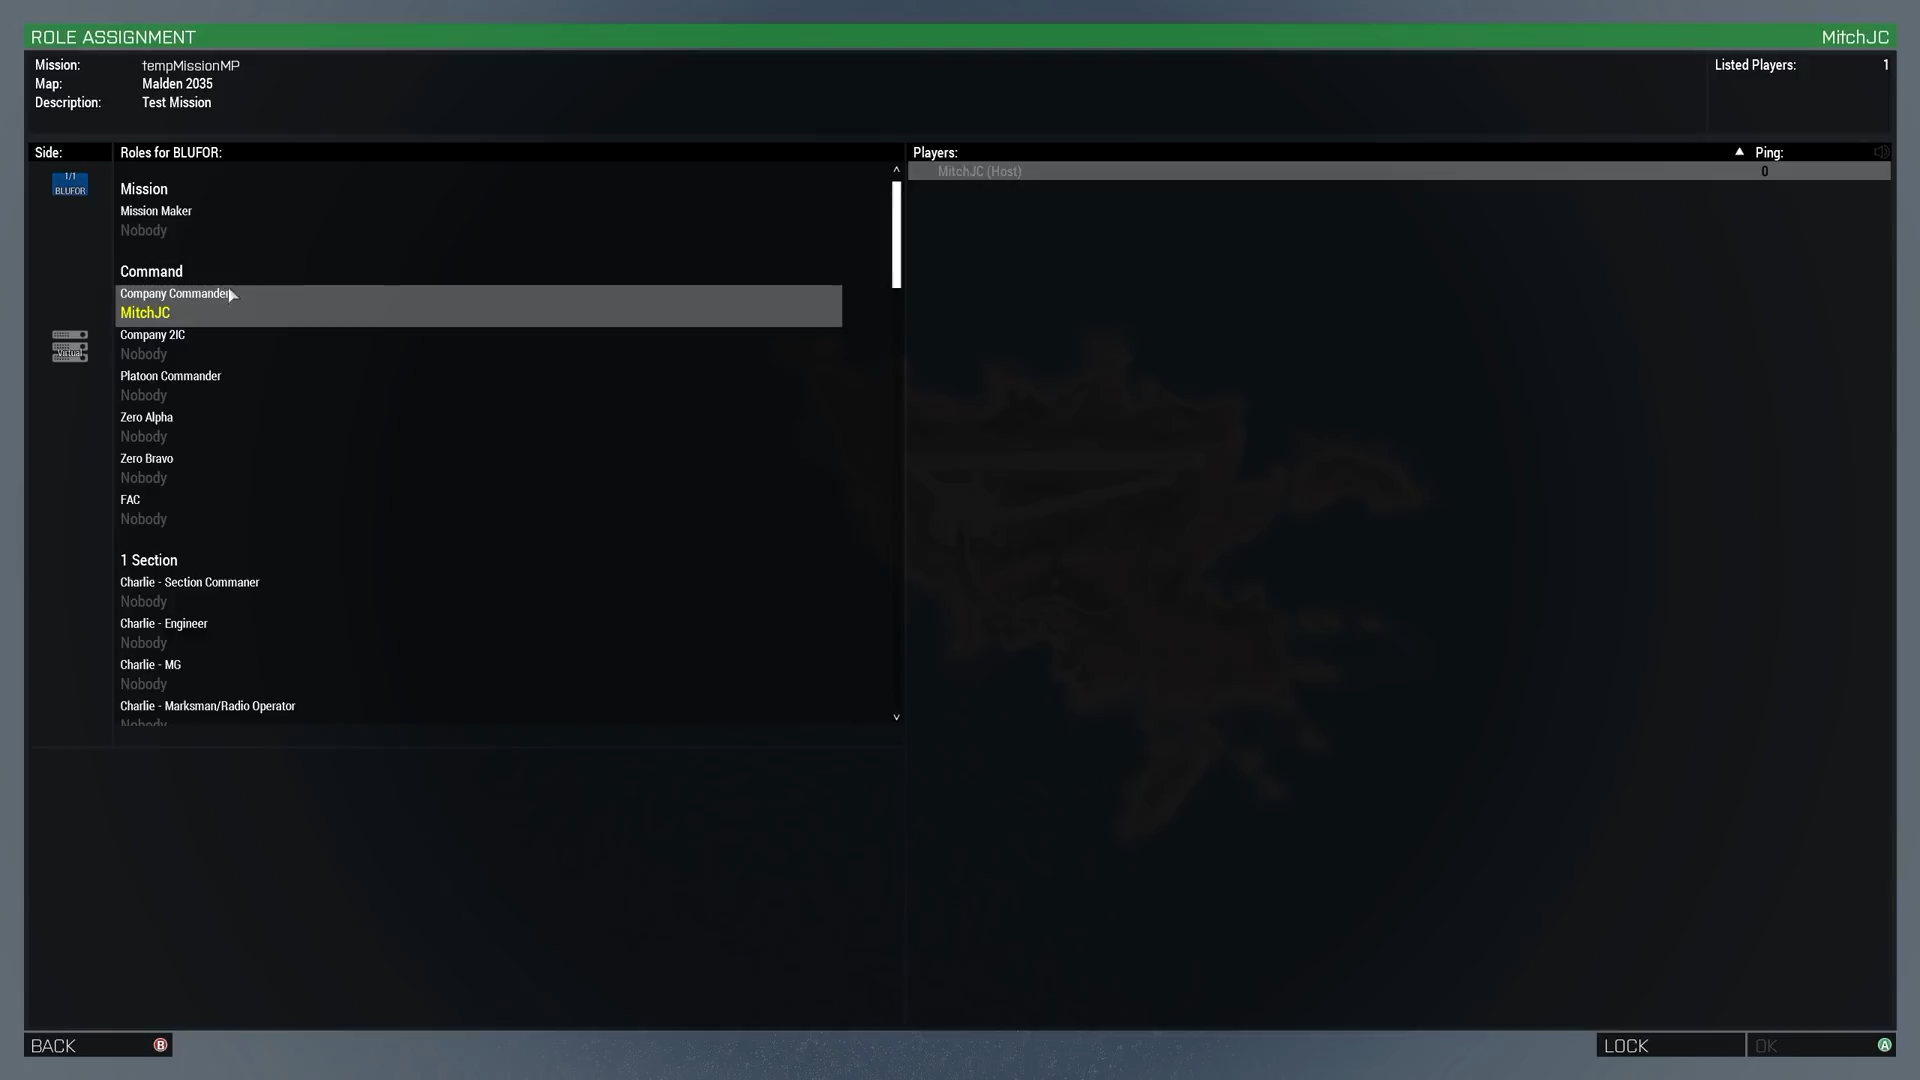 ROLE ASSIGNMENT MitchJC
Mission: tempMissionMP Listed Players: 1
Map: Malden 2035
Description: Test Mission
Side: Roles for BLUFOR: Players: Ping:
1/1
BLUFOR
MitchJC (Host) 0
Mission
Mission Maker
Nobody
Command
Company Commander
MitchJC
Company 2IC
Virtual
Nobody
Platoon Commander
Nobody
Zero Alpha
Nobody
Zero Bravo
Nobody
FAC
Nobody
1 Section
Charlie - Section Commaner
Nobody
Charlie - Engineer
Nobody
Charlie - MG
Nobody
Charlie - Marksman/Radio Operator
Nobody
BACK B LOCK OK A